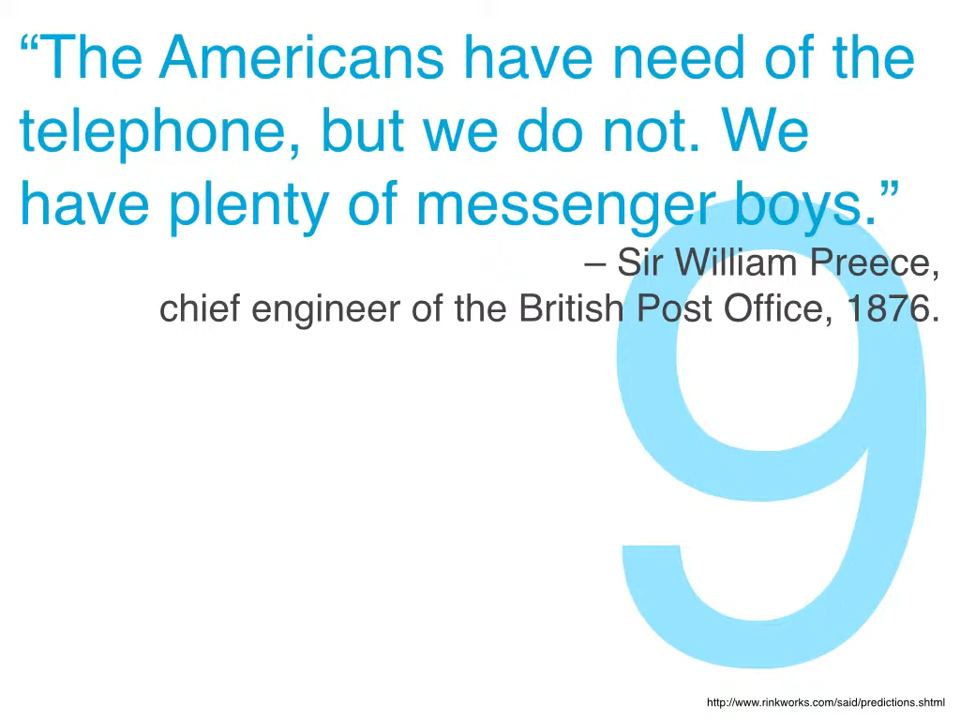 “The Americans have need of the
telephone, but we do not. We
have plenty of messenger boys.”
– Sir William Preece,
chief engineer of the British Post Office, 1876.
9
http://www.rinkworks.com/said/predictions.shtml